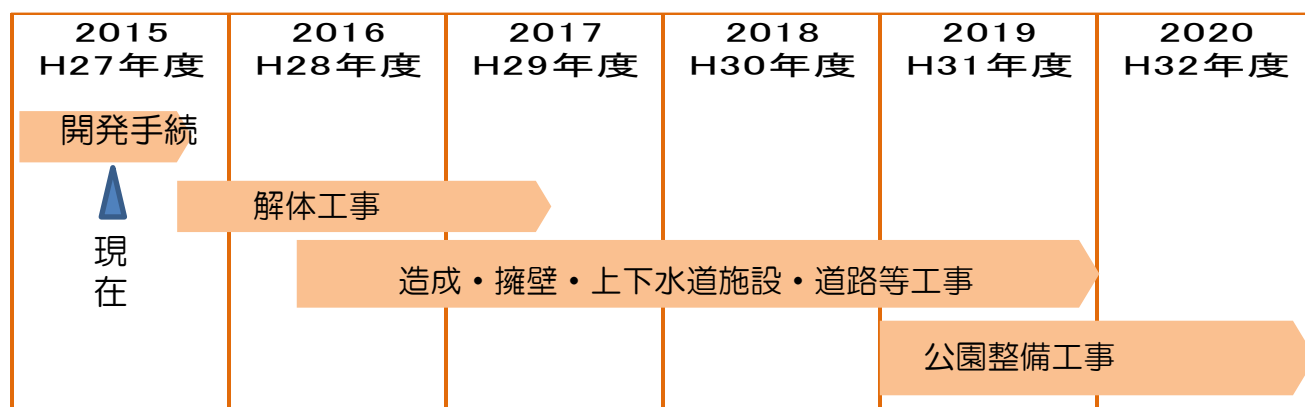 2015
H27年度
2016
H28年度
2017
H29年度
2018
H30年度
2019
H31年度
2020
H32年度
開発手続
現
在
解体工事
造成・擁壁・上下水道施設・道路等工事
公園整備工事